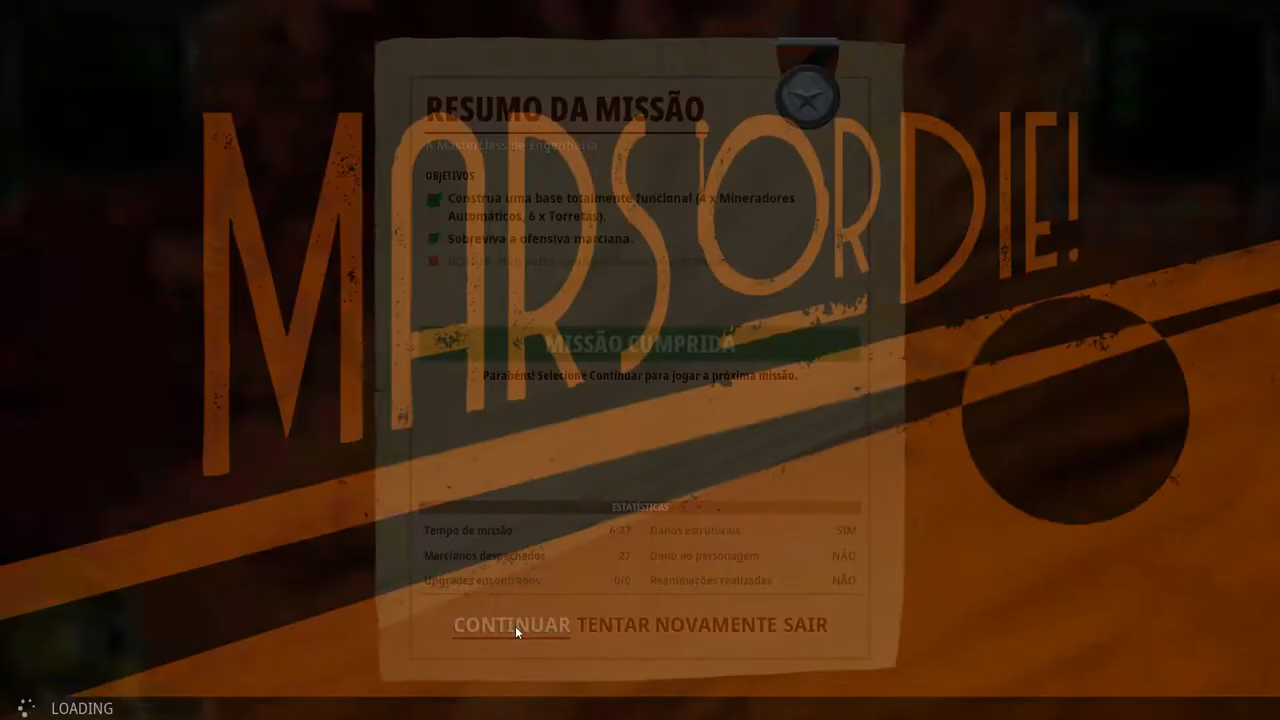 MARS OR DIE!
RESUMO DA MISSÃO
A Masterclass de Engenharia
OBJETIVOS
Construa uma base totalmente funcional (4 x Mineradores
Automáticos, 6 x Torretas).
Sobreviva a ofensiva marciana.
MISSÃO CUMPRIDA
Parabéns! Selecione Continuar para jogar a próxima missão.
ESTATÍSTICAS
Tempo de missão 6:27 Danos estruturais SIM
Marcianos despachados 27 Dano ao personagem NÃO
Upgrades encontrados 0/0 Reanimações realizadas NÃO
CONTINUAR TENTAR NOVAMENTE SAIR
LOADING